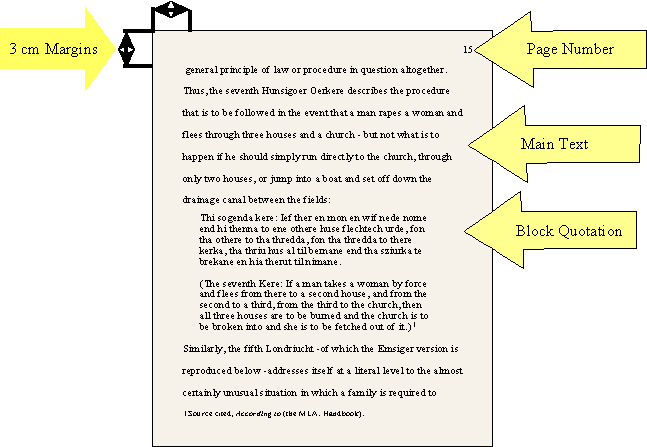 3 cm Margins
15
Page Number
general principle of law or procedure in question altogether.
Thus, the seventh Hunsigoer Oerkere describes the procedure
that is to be followed in the event that a man rapes a woman and
flees through three houses and a church - but not what is to
Main Text
happen if he should simply run directly to the church, through
only two houses, or jump into a boat and set off down the
drainage canal between the fields:
Thi sogenda kere: Ief ther en mon en wif nede nome
end hi thenna to ene othere huse flechtech urde, fon
Block Quotation
tha othere to tha thredda, fon tha thredda to there
kerka, tha thriu hus al til bernane end tha sziurka te
brekane en hia therut til nimane.
(The seventh Kere: If a man takes a woman by force
and flees from there to a second house, and from the
second to a third, from the third to the church, then
all three houses are to be burned and the church is to
be broken into and she is to be fetched out of it.)1
Similarly, the fifth Londriucht - of which the Emsiger version is
reproduced below - addresses itself at a literal level to the almost
certainly unusual situation in which a family is required to
1 Source cited, According to (the MLA. Handbook).